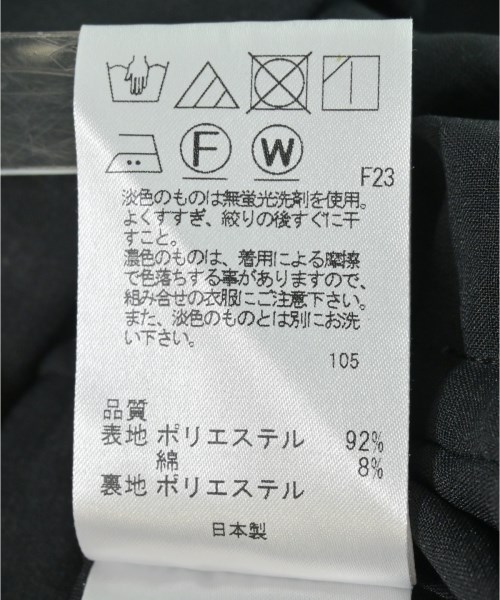 F W
F23
淡色のものは無蛍光洗剤を使用。
よくすすぎ、絞りの後すぐに干
すこと。
濃色のものは、着用による摩擦
で色落ちする事がありますので、
組み合せの衣服にご注意下さい。
また、淡色のものとは別にお洗
い下さい。
105
品質
表地 ポリエステル 92%
綿 8%
裏地 ポリエステル
日本製